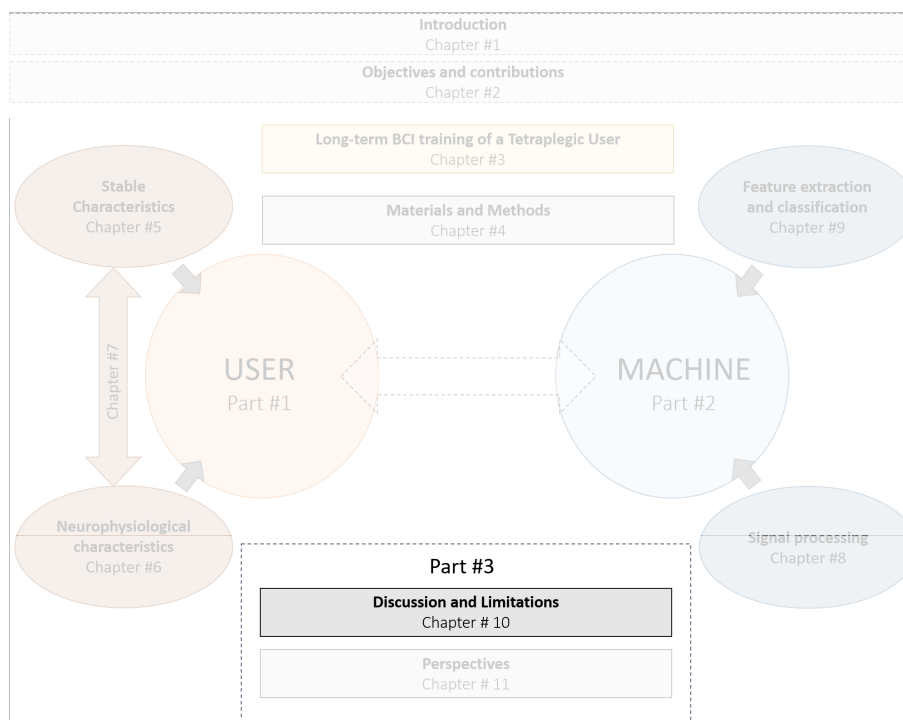 Introduction
Chapter #1
Objectives and contributions
Chapter #2
Long-term BCI training of a Tetraplegic User
Chapter #3
Materials and Methods
Chapter #4
Stable
Characteristics
Chapter #5
Feature extraction
and classification
Chapter #9
Chapter #7
USER
Part #1
MACHINE
Part #2
Neurophysiological
characteristics
Chapter #6
Signal processing
Chapter #8
Part #3
Discussion and Limitations
Chapter # 10
Perspectives
Chapter # 11